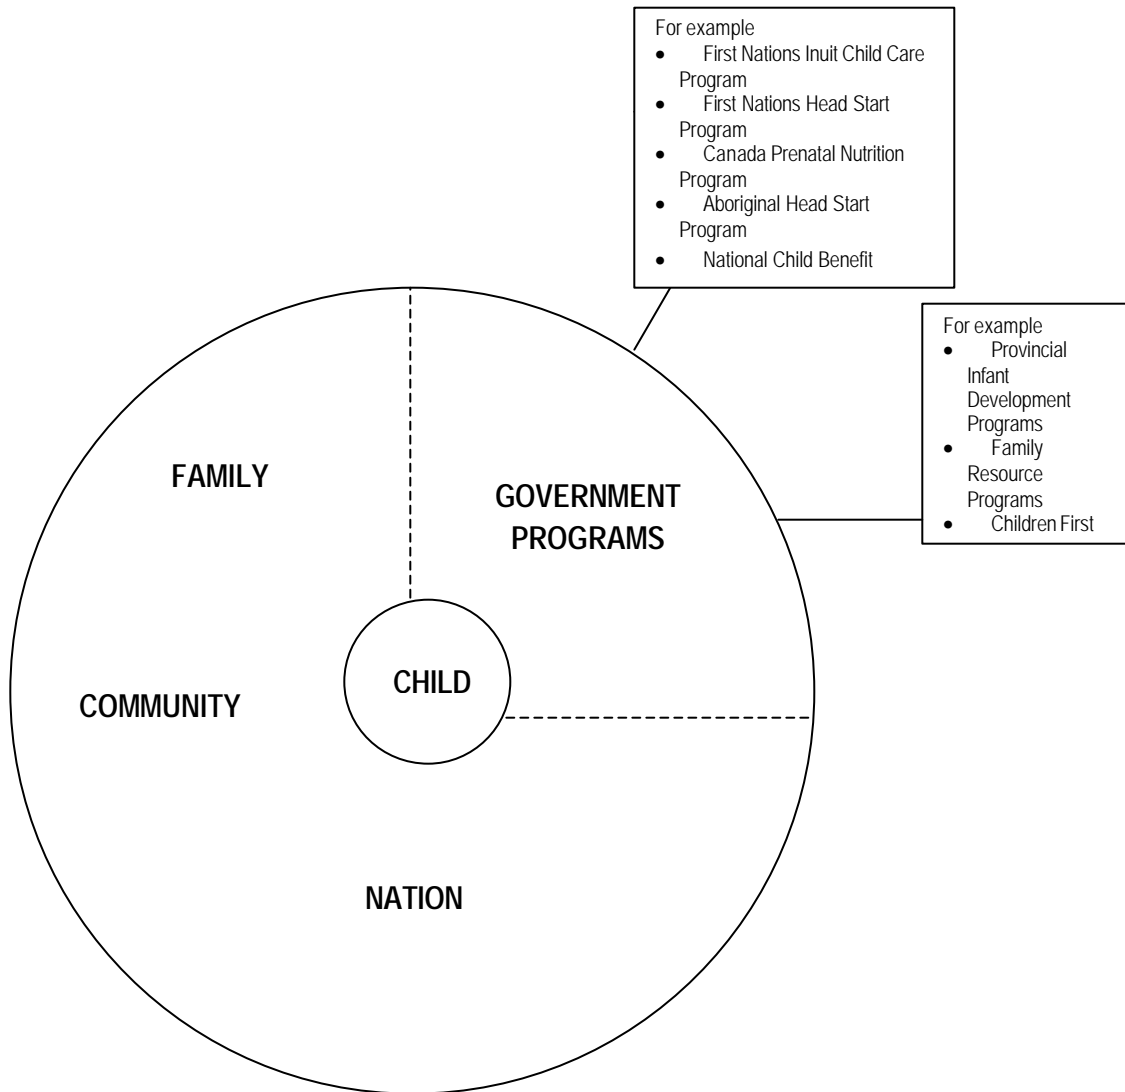 For example
• First Nations Inuit Child Care
Program
• First Nations Head Start
Program
• Canada Prenatal Nutrition
Program
• Aboriginal Head Start
Program
• National Child Benefit
For example
• Provincial
Infant
Development
Programs
• Family
Resource
Programs
• Children First
FAMILY
GOVERNMENT
PROGRAMS
CHILD
COMMUNITY
NATION